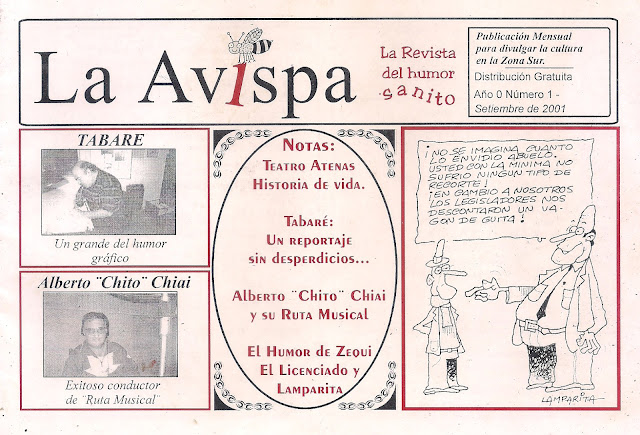 La Avispa
La Revista
del humor
sanito
Publicación Mensual
para divulgar la cultura
en la Zona Sur.
Distribución Gratuita
Año 0 Número 1 -
Setiembre de 2001
TABARE
Un grande del humor
gráfico
Alberto ¨Chito¨ Chiai
Exitoso conductor
de ¨Ruta Musical¨
NOTAS:
TEATRO ATENAS
HISTORIA DE VIDA.
TABARÉ:
UN REPORTAJE
SIN DESPERDICIOS...
ALBERTO ¨CHITO¨ CHIAI
Y SU RUTA MUSICAL
EL HUMOR DE ZEQUI
EL LICENCIADO Y
LAMPARITA
¡NO SE IMAGINA CUANTO
LO ENVIDIO ABUELO.
USTED CON LA MINIMA NO
SUFRIO NINGUN TIPO DE
RECORTE!
¡EN CAMBIO A NOSOTROS
LOS LEGISLADORES NOS
DESCONTARON UN VA-
GON DE GUITA!
LAMPARITA